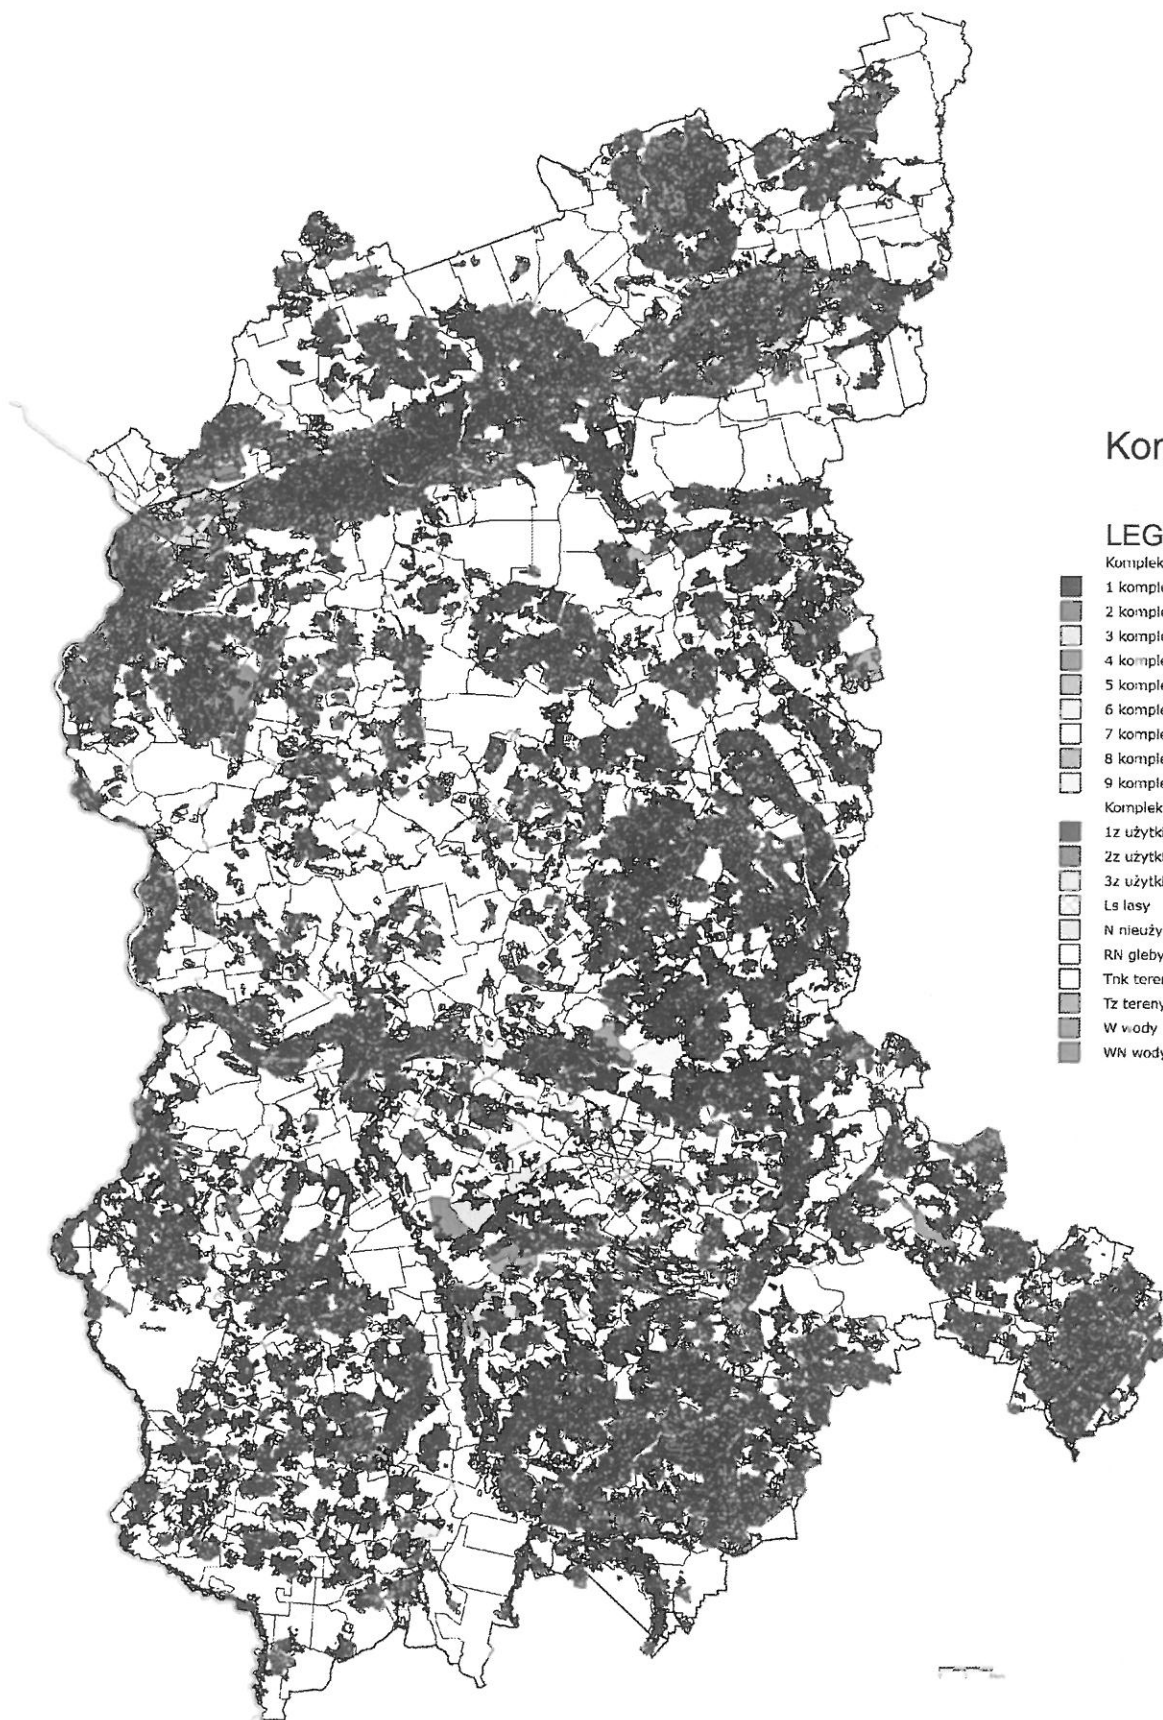 Kor
LEG
Komplek
1 komple
2 komple
3 komple
4 komple
5 komple
6 komple
7 komple
8 komple
9 komple
Komplek
1z użytk
2z użytk
3z użytk
Ls lasy
N nieuży
RN gleby
Tnk teren
Tz tereny
W wody
WN wody